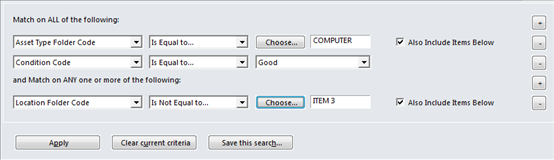 Match on ALL of the following:
+
Asset Type Folder Code Is Equal to... Choose... COMPUTER Also Include Items Below -
Condition Code Is Equal to... Good -
and Match on ANY one or more of the following:
+
Location Folder Code Is Not Equal to... Choose... ITEM 3 Also Include Items Below -
Apply Clear current criteria Save this search...